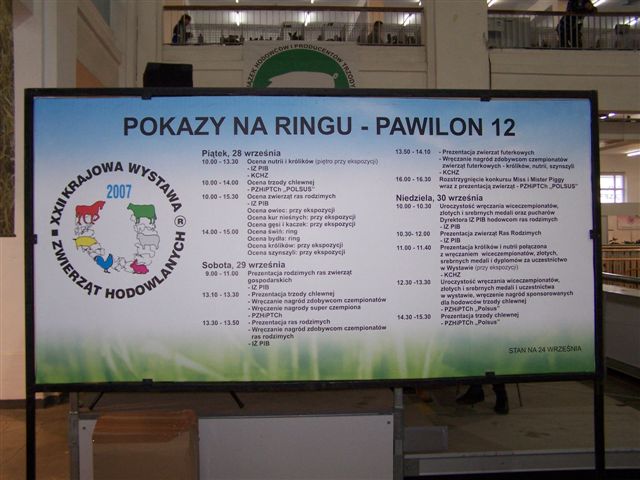 ZWIĄZEK HODOWCÓW I PRODUCENTÓW TRZODY
POKAZY NA RINGU - PAWILON 12
XXII KRAJOWA WYSTAWA
ZWIERZĄT HODOWLANYCH ®
2007
Piątek, 28 września
10.00 - 13.30 Ocena nutrii i królików (piętro przy ekspozycji)
- IZ PIB
- KCHZ
10.00 - 14.00 Ocena trzody chlewnej
- PZHiPTCh „POLSUS”
10.00 - 15.30 Ocena zwierząt ras rodzimych
- IZ PIB
Ocena owiec: przy ekspozycji
Ocena kur nieśnych: przy ekspozycji
Ocena gęsi i kaczek: przy ekspozycji
14.00 - 15.00 Ocena świń: ring
Ocena bydła: ring
Ocena królików: przy ekspozycji
Ocena szynszyli: przy ekspozycji
Sobota, 29 września
9.00 - 11.00 Prezentacja rodzimych ras zwierząt
gospodarskich
- IZ PIB
13.10 - 13.30 - Prezentacja trzody chlewnej
- Wręczanie nagród zdobywcom czempionatów
- Wręczenie nagrody super czempiona
- PZHiPTCh
13.30 - 13.50 - Prezentacja ras rodzimych
- Wręczanie nagród zdobywcom czempionatów
ras rodzimych
- IZ PIB
13.50 - 14.10 - Prezentacja zwierząt futerkowych
- Wręczanie nagród zdobywcom czempionatów
zwierząt futerkowych - królików, nutrii, szynszyli
- KCHZ
16.00 - 16.30 Rozstrzygnięcie konkursu Miss i Mister Piggy
wraz z prezentacją zwierząt - PZHiPTCh „POLSUS”
Niedziela, 30 września
10.00 - 10.30 Uroczystość wręczania wiceczempionów,
złotych i srebrnych medali oraz pucharów
Dyrektora IZ PIB hodowcom ras rodzimych
- IZ PIB
10.30- 12.00 Prezentacja zwierząt Ras Rodzimych
- IZ PIB
11.00 - 11.40 Prezentacja królików i nutrii połączona
z wręczaniem wiceczempionów, złotych,
srebrnych medali i dyplomów za uczestnictwo
w Wystawie (przy ekspozycji)
- KCHZ
12.30 -13.30 Uroczystość wręczania wiceczempionów,
złotych i srebrnych medali i uczestnictwa
w wystawie, wręczenie nagród sponsorowanych
dla hodowców trzody chlewnej
- PZHiPTCh „Polsus”
14.30 -15.30 Prezentacja trzody chlewnej
- PZHiPTCh „Polsus”
STAN NA 24 WRZEŚNIA